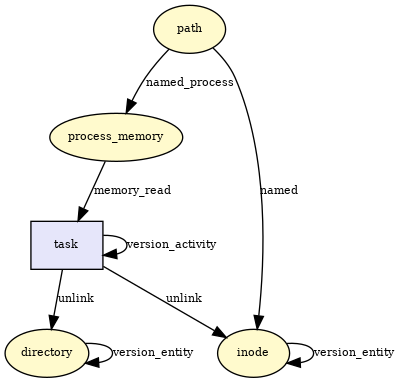 path
named_process
process_memory
memory_read
named
task
version_activity
unlink
unlink
directory
version_entity
inode
version_entity